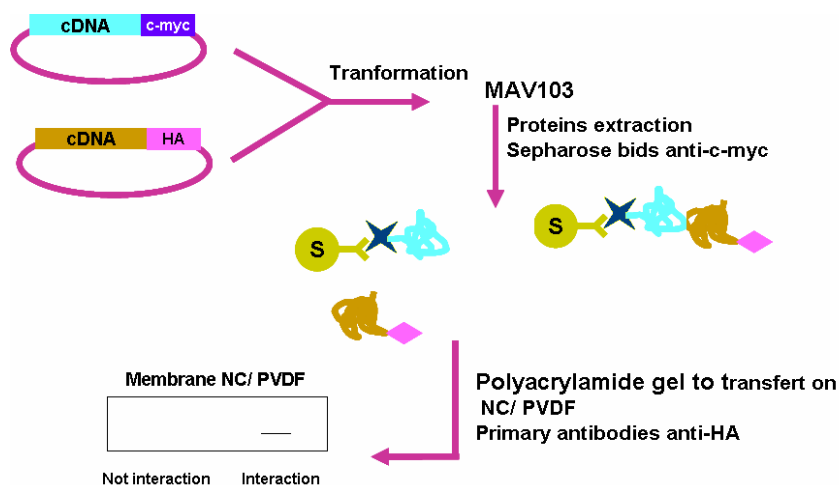 cDNA c-myc
Tranformation
MAV103
cDNA HA
Proteins extraction
Sepharose bids anti-c-myc
S
S
Membrane NC/ PVDF
Polyacrylamide gel to transfert on
NC/ PVDF
Primary antibodies anti-HA
Not interaction Interaction